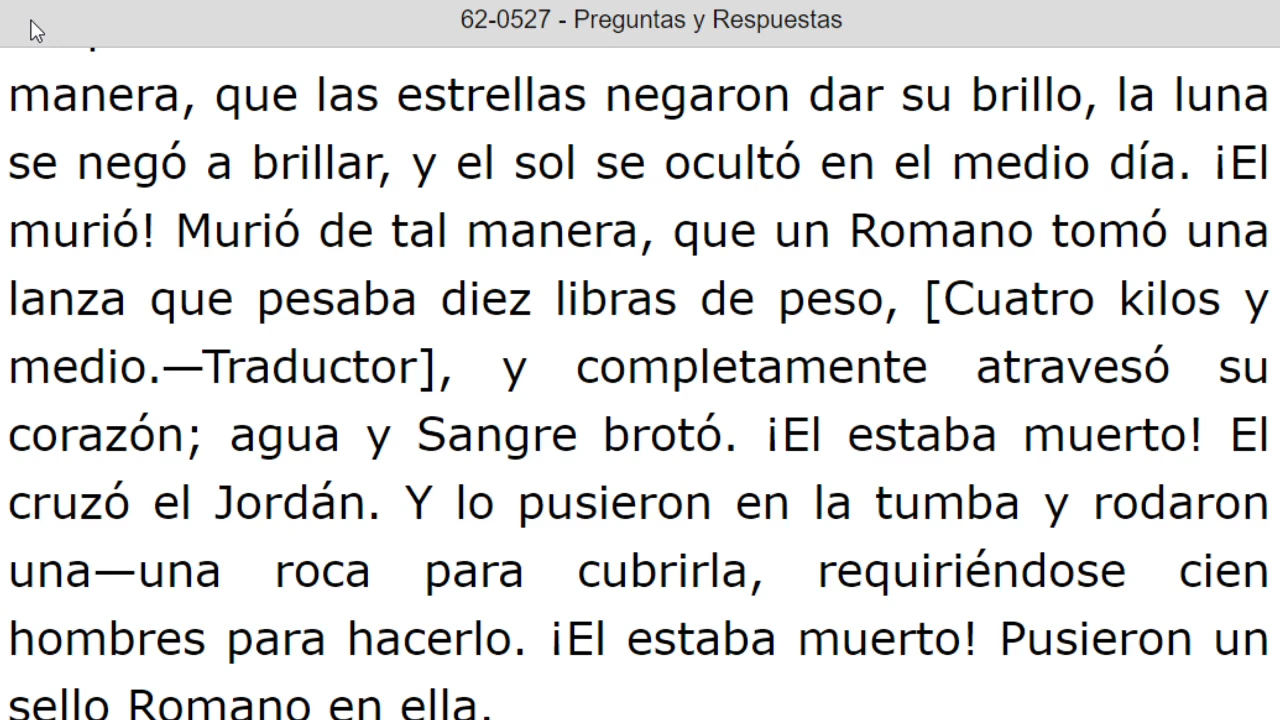 62-0527 - Preguntas y Respuestas
manera, que las estrellas negaron dar su brillo, la luna
se negó a brillar, y el sol se ocultó en el medio día. ¡El
murió! Murió de tal manera, que un Romano tomó una
lanza que pesaba diez libras de peso, [Cuatro kilos y
medio.—Traductor], y completamente atravesó su
corazón; agua y Sangre brotó. ¡El estaba muerto! El
cruzó el Jordán. Y lo pusieron en la tumba y rodaron
una—una roca para cubrirla, requiriéndose cien
hombres para hacerlo. ¡El estaba muerto! Pusieron un
sello Romano en ella.